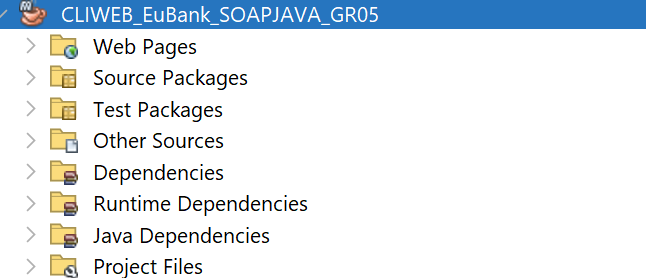 CLIWEB_EuBank_SOAPJAVA_GR05
Web Pages
Source Packages
Test Packages
Other Sources
Dependencies
Runtime Dependencies
Java Dependencies
Project Files